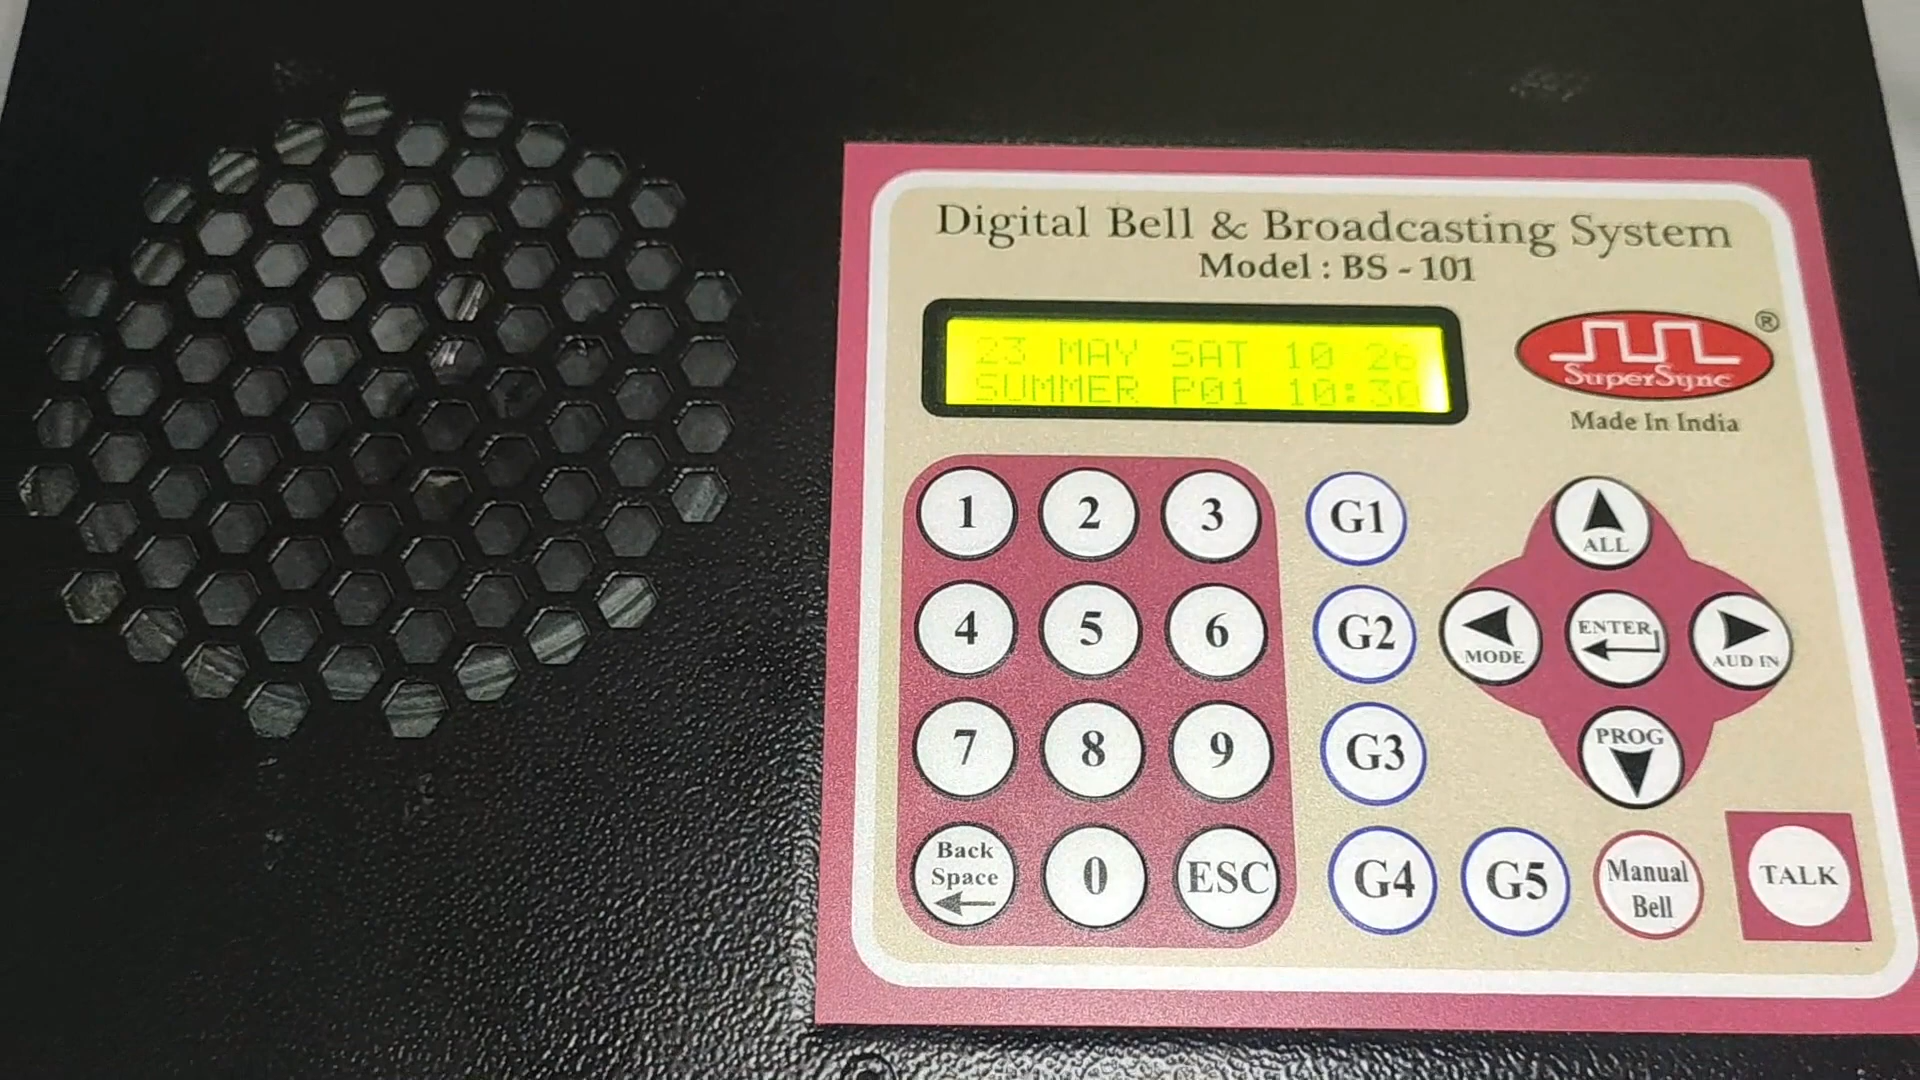 Digital Bell & Broadcasting System
Model : BS - 101
23 MAY SAT 10 26
SUMMER P01 10:30
®
SuperSync
Made In India
1 2 3
4 5 6
7 8 9
Back Space 0 ESC
G1
G2
G3
G4 G5
ALL
MODE
ENTER
AUD IN
PROG
Manual
Bell
TALK